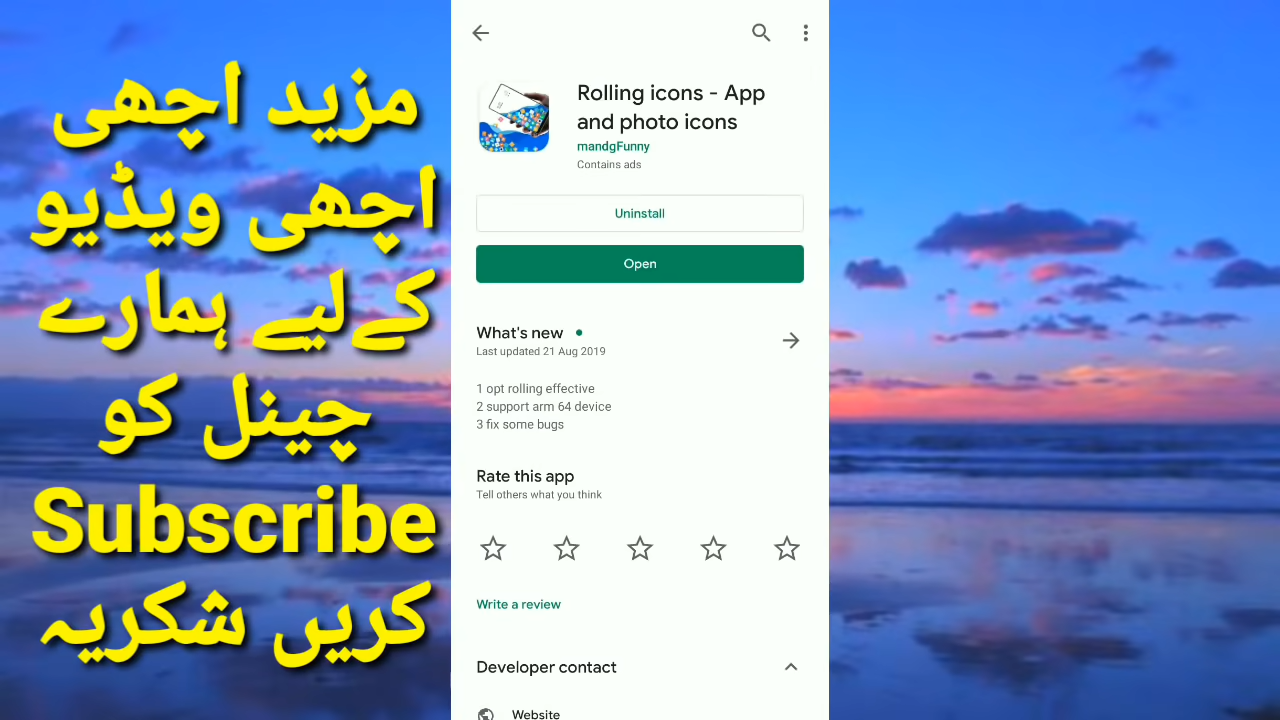 مزید اچھی
اچھی ویڈیو
کےلیے ہمارے
چینل کو
Subscribe
کریں شکریہ
Rolling icons - App
and photo icons
mandgFunny
Contains ads
Uninstall
Open
What's new
Last updated 21 Aug 2019
1 opt rolling effective
2 support arm 64 device
3 fix some bugs
Rate this app
Tell others what you think
Write a review
Developer contact
Website